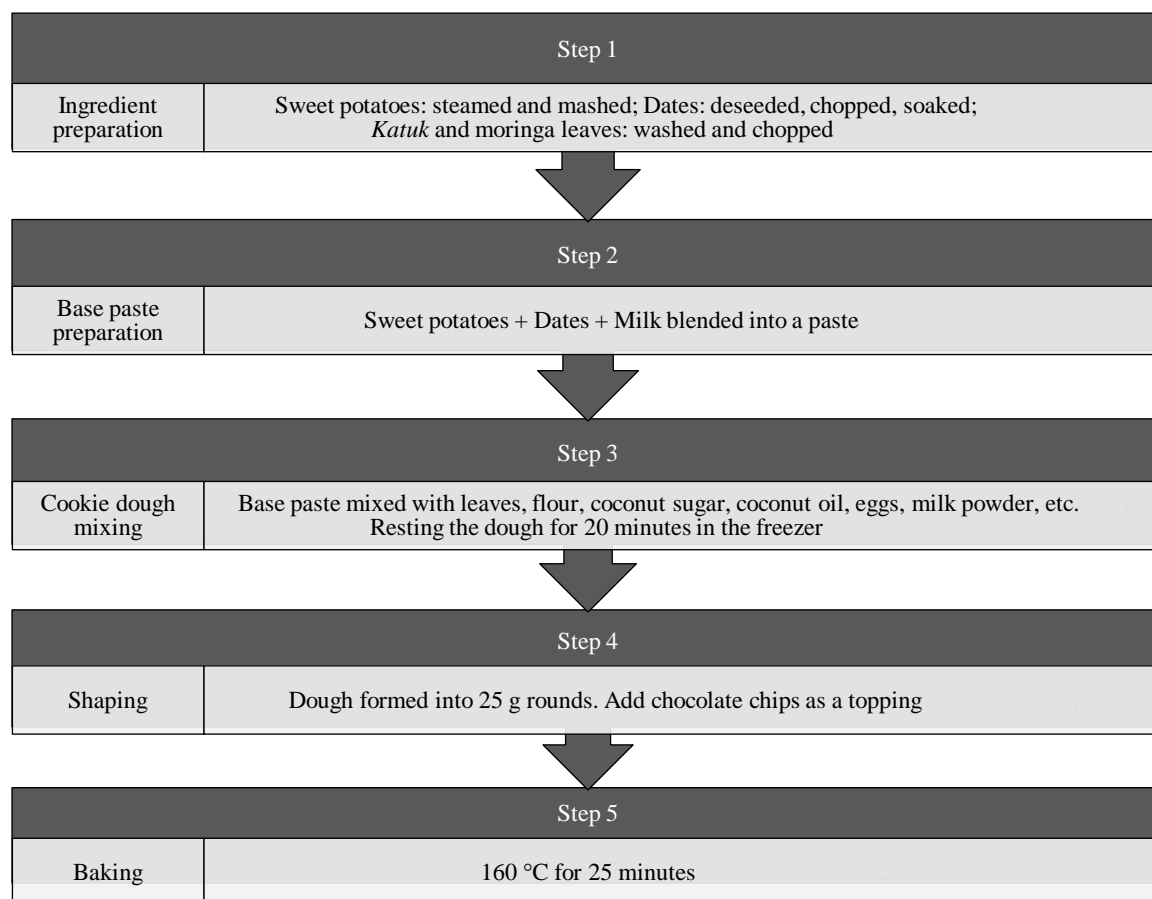 Step 1
Ingredient
preparation
Sweet potatoes: steamed and mashed; Dates: deseeded, chopped, soaked;
Katuk and moringa leaves: washed and chopped
Step 2
Base paste
preparation
Sweet potatoes + Dates + Milk blended into a paste
Step 3
Cookie dough
mixing
Base paste mixed with leaves, flour, coconut sugar, coconut oil, eggs, milk powder, etc.
Resting the dough for 20 minutes in the freezer
Step 4
Shaping
Dough formed into 25 g rounds. Add chocolate chips as a topping
Step 5
Baking
160 °C for 25 minutes